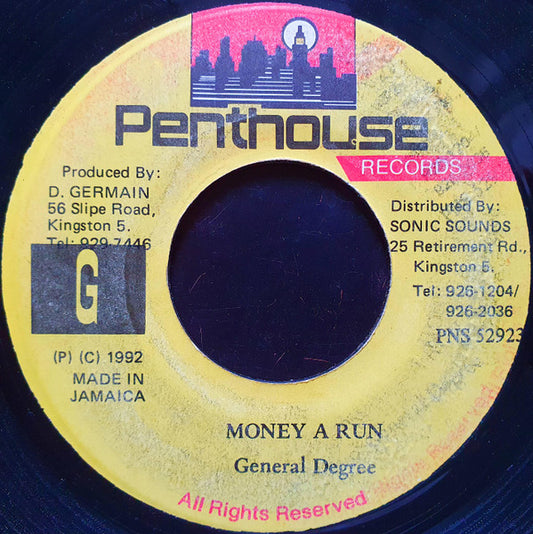 Penthouse
RECORDS
Produced By:
D. GERMAIN
56 Slipe Road,
Kingston 5.
Tel: 929-7446
G
(P) (C) 1992
MADE IN
JAMAICA
Distributed By:
SONIC SOUNDS
25 Retirement Rd.,
Kingston 5.
Tel: 926-1204/
926-2036
PNS 52923
MONEY A RUN
General Degree
All Rights Reserved